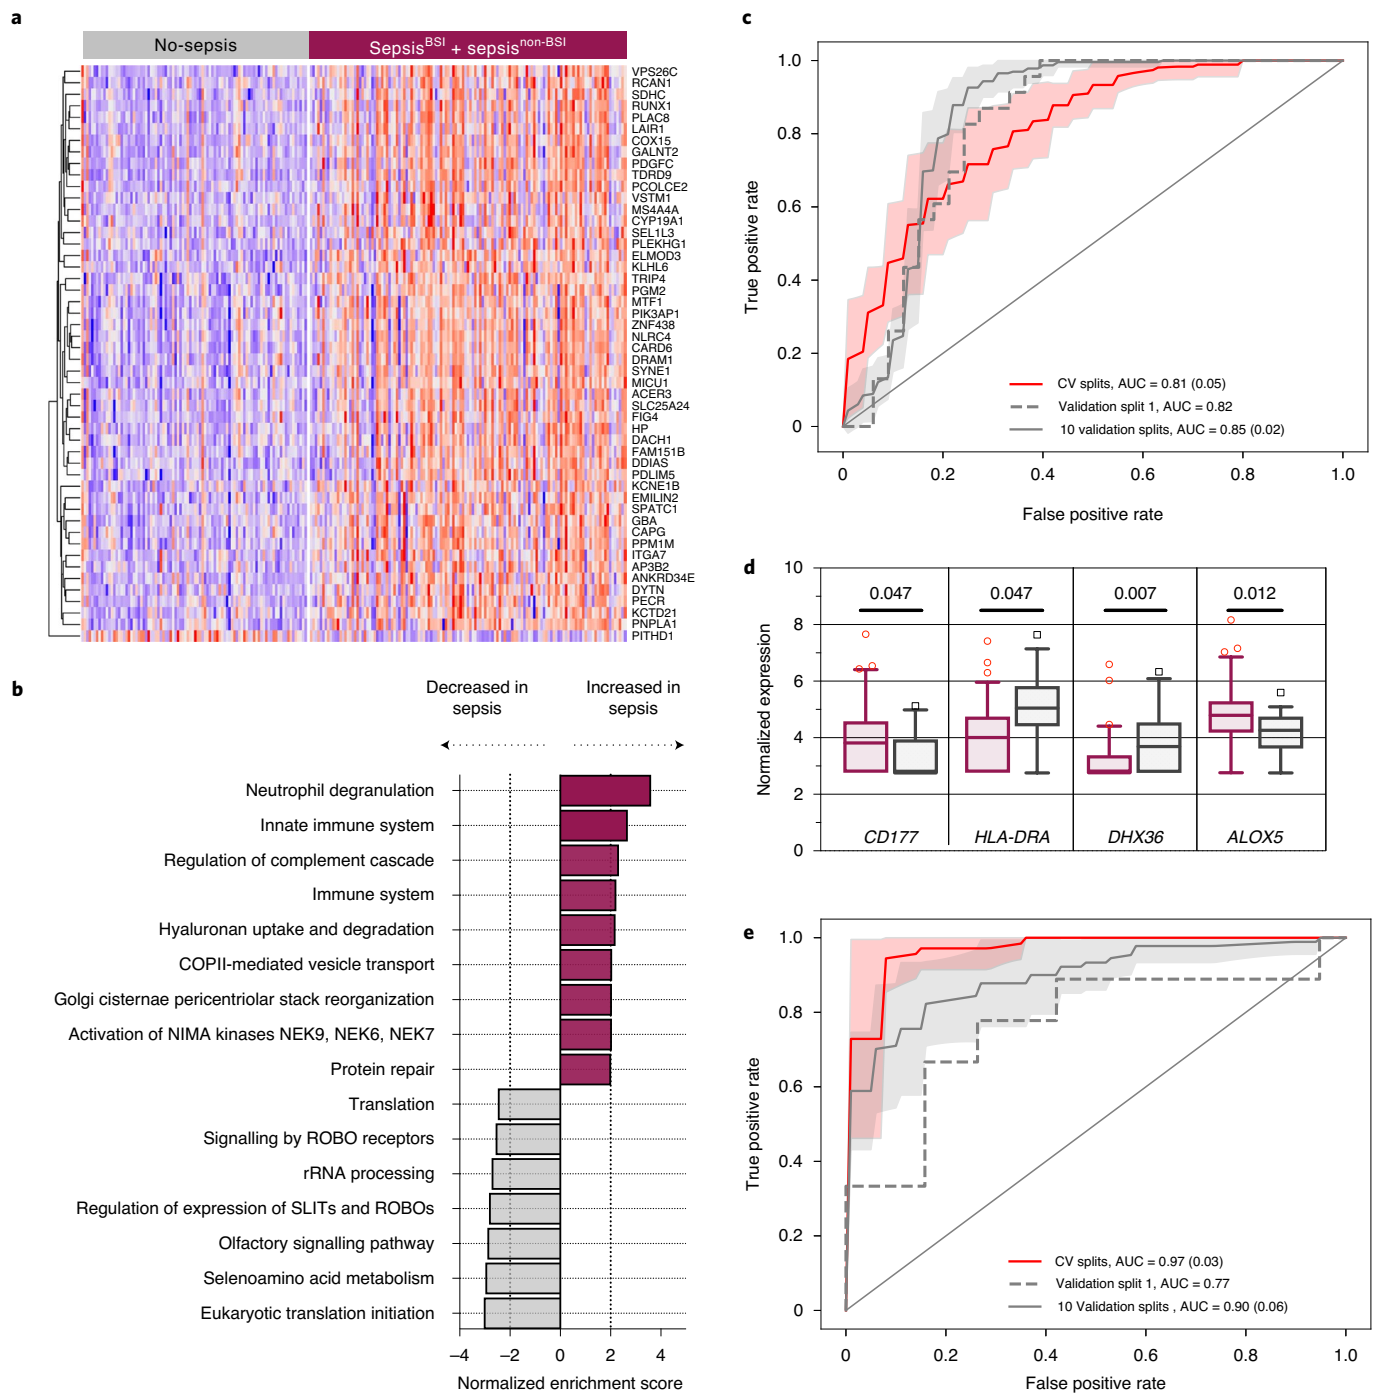 a
No-sepsis
Sepsis^BSI + sepsis^non-BSI
VPS26C
RCAN1
SDHC
RUNX1
PLAC8
LAIR1
COX15
GALNT2
PDGFC
TDRD9
PCOLCE2
VSTM1
MS4A4A
CYP19A1
SEL1L3
PLEKHG1
ELMOD3
KLHL6
TRIP4
PGM2
MTF1
PIK3AP1
ZNF438
NLRC4
CARD6
DRAM1
SYNE1
MICU1
ACER3
SLC25A24
FIG4
HP
DACH1
FAM151B
DDIAS
PDLIM5
KCNE1B
EMILIN2
SPATC1
GBA
CAPG
PPM1M
ITGA7
AP3B2
ANKRD34E
DYTN
PECR
KCTD21
PNPLA1
PITHD1
b
Decreased in
sepsis
Increased in
sepsis
Neutrophil degranulation
Innate immune system
Regulation of complement cascade
Immune system
Hyaluronan uptake and degradation
COPII-mediated vesicle transport
Golgi cisternae pericentriolar stack reorganization
Activation of NIMA kinases NEK9, NEK6, NEK7
Protein repair
Translation
Signalling by ROBO receptors
rRNA processing
Regulation of expression of SLITs and ROBOs
Olfactory signalling pathway
Selenoamino acid metabolism
Eukaryotic translation initiation
–4 –2 0 2 4
Normalized enrichment score
c
1.0
0.8
0.6
0.4
0.2
0
True positive rate
CV splits, AUC = 0.81 (0.05)
Validation split 1, AUC = 0.82
10 validation splits, AUC = 0.85 (0.02)
0 0.2 0.4 0.6 0.8 1.0
False positive rate
d
10
8
6
4
2
0
Normalized expression
0.047 0.047 0.007 0.012
CD177 HLA-DRA DHX36 ALOX5
e
1.0
0.8
0.6
0.4
0.2
0
True positive rate
CV splits, AUC = 0.97 (0.03)
Validation split 1, AUC = 0.77
10 Validation splits , AUC = 0.90 (0.06)
0 0.2 0.4 0.6 0.8 1.0
False positive rate